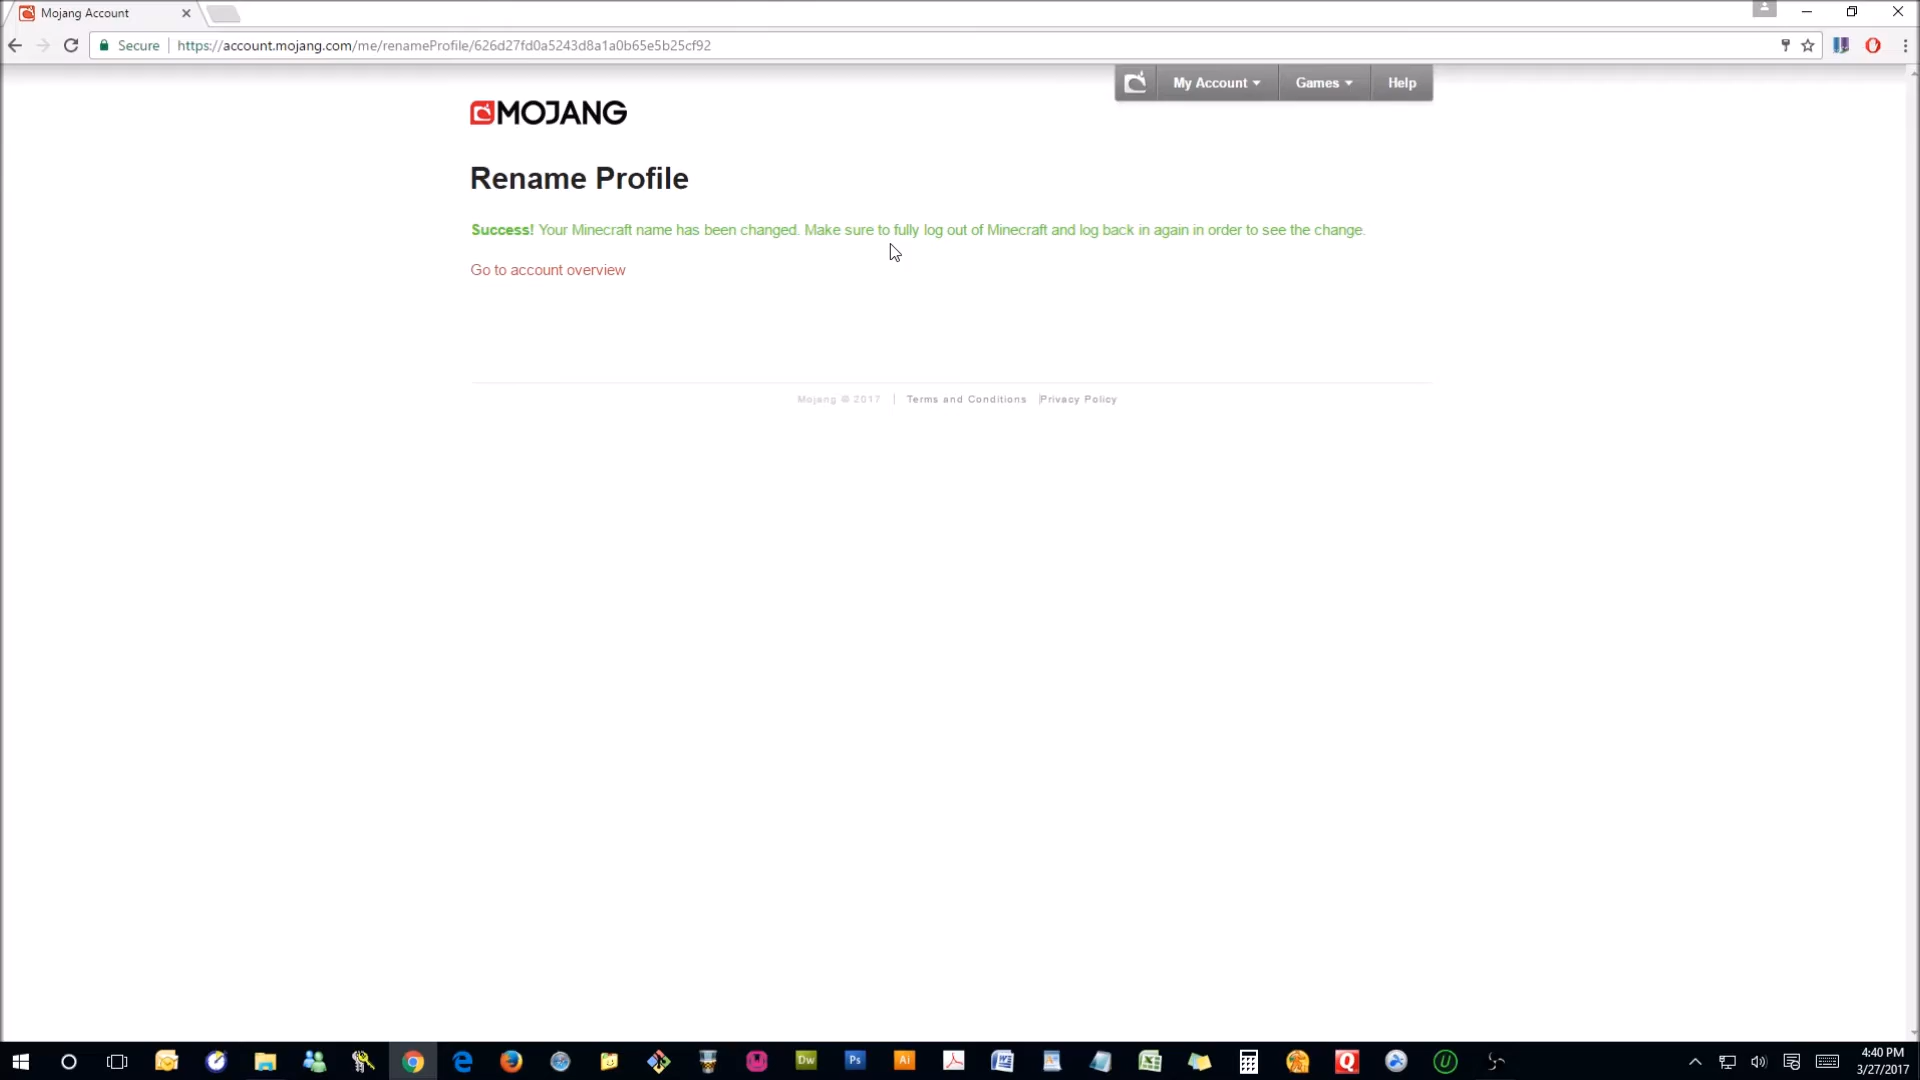 Mojang Account
Secure
https://account.mojang.com/me/renameProfile/626d27fd0a5243d8a1a0b65e5b25cf92
My Account
Games
Help
MOJANG
Rename Profile
Success! Your Minecraft name has been changed. Make sure to fully log out of Minecraft and log back in again in order to see the change.
Go to account overview
Mojang © 2017 | Terms and Conditions | Privacy Policy
Dw
Ps
Ai
4:40 PM
3/27/2017